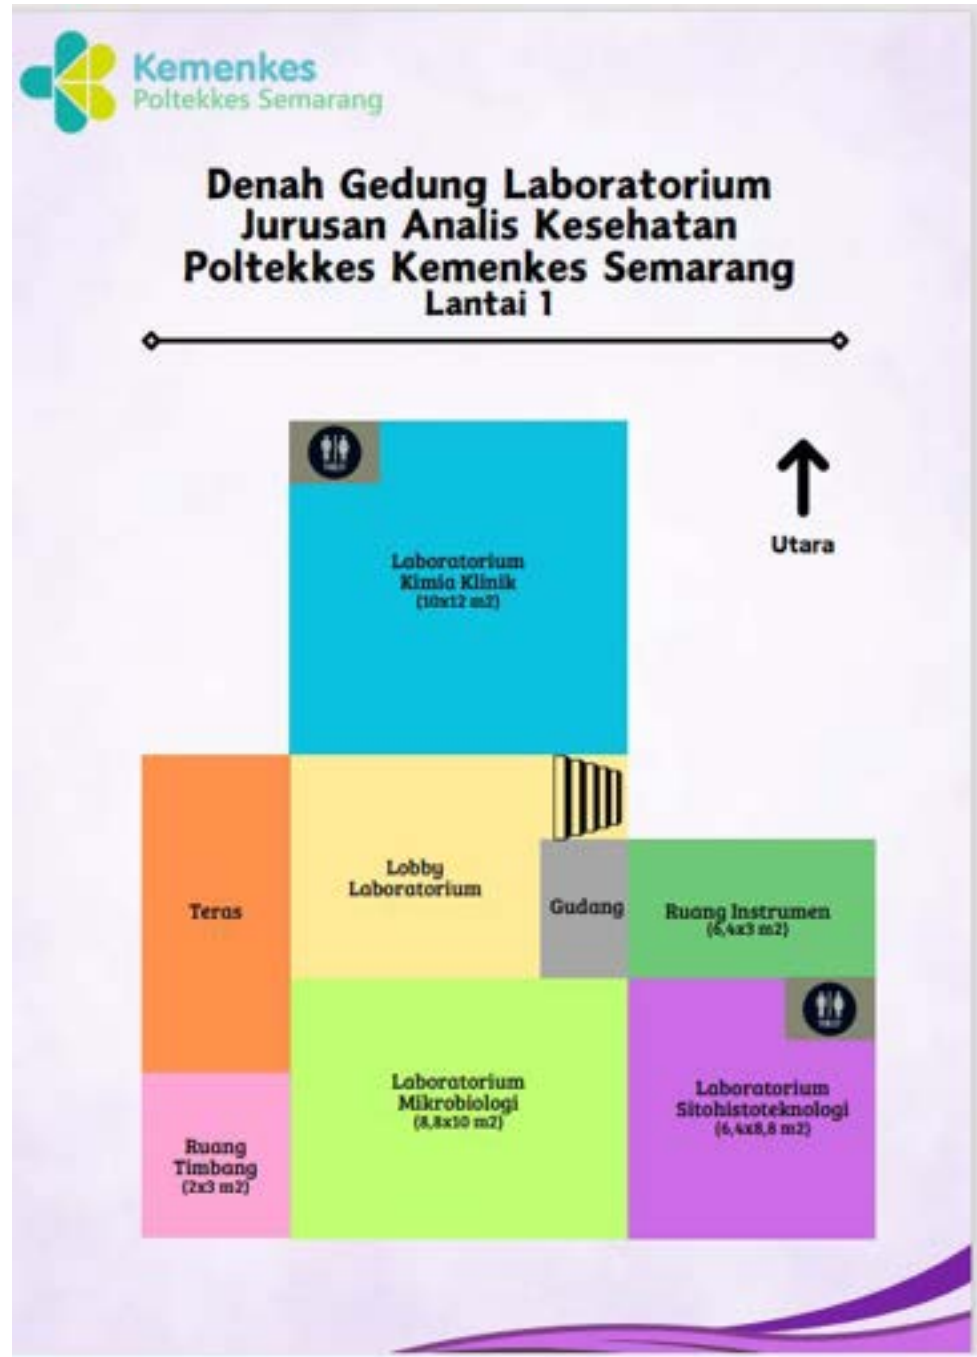 Kemenkes
Poltekkes Semarang
Denah Gedung Laboratorium
Jurusan Analis Kesehatan
Poltekkes Kemenkes Semarang
Lantai 1
Utara
Laboratorium
Kimia Klinik
(10x12 m2)
Lobby
Laboratorium
Teras
Gudang
Ruang Instrumen
(6,4x3 m2)
Laboratorium
Mikrobiologi
(8,8x10 m2)
Laboratorium
Sitohistoteknologi
(6,4x8,8 m2)
Ruang
Timbang
(2x3 m2)